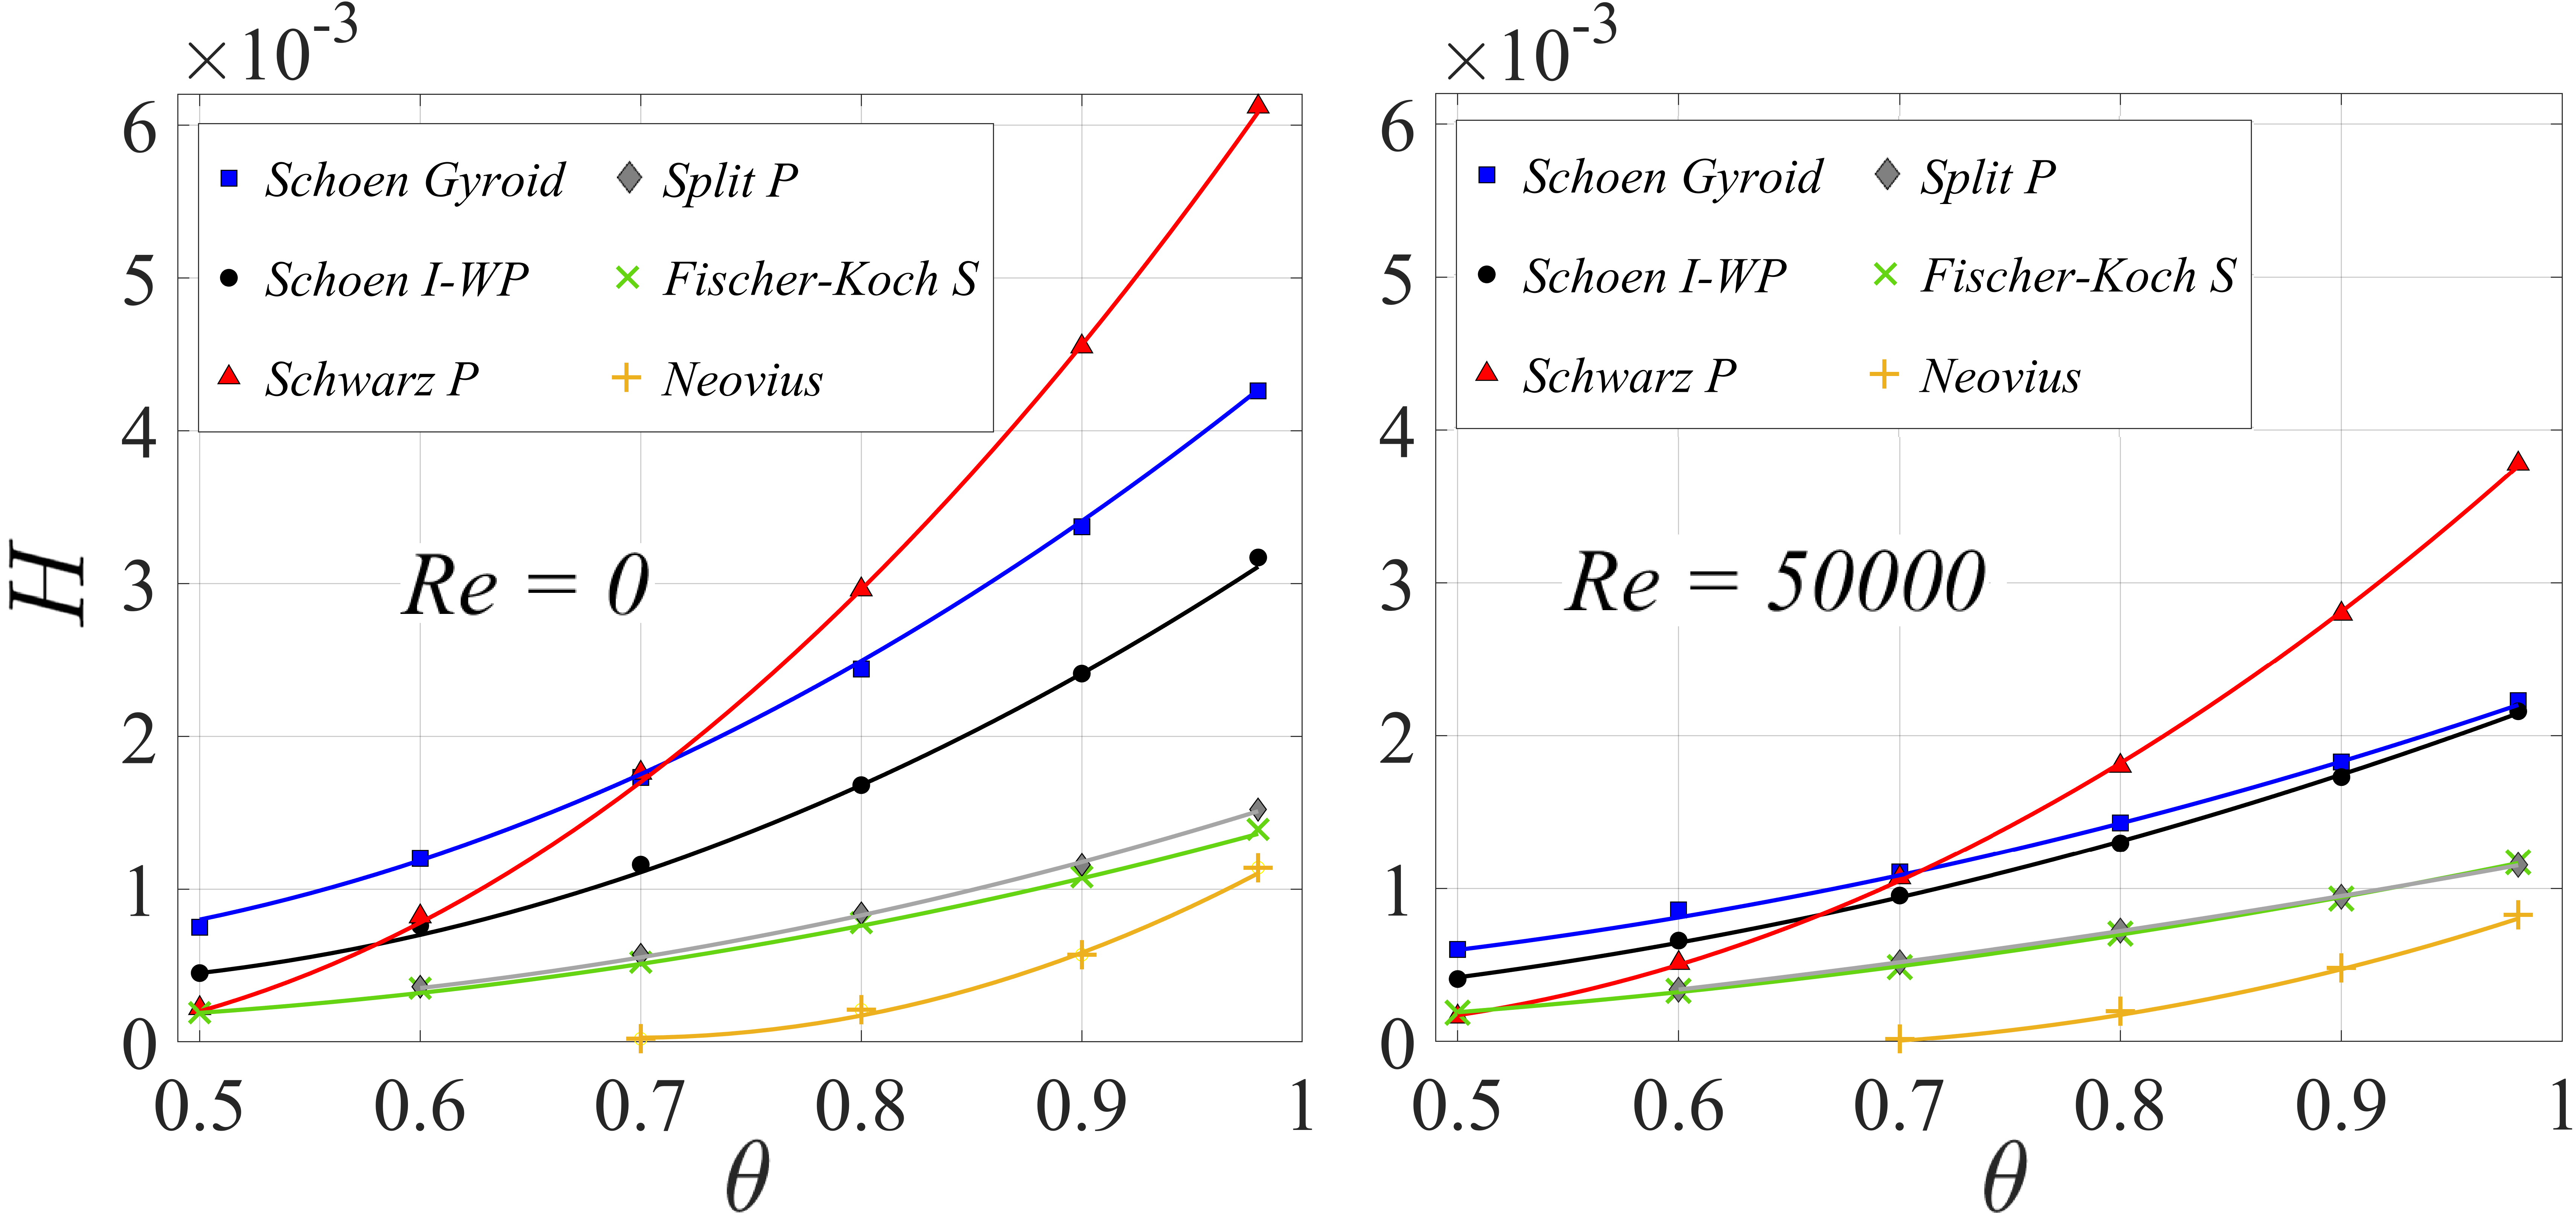 ×10-3
6
5
4
3
2
1
0
H
Schoen Gyroid
Split P
Schoen I-WP
Fischer-Koch S
Schwarz P
Neovius
Re = 0
0.5 0.6 0.7 0.8 0.9 1
θ
×10-3
6
5
4
3
2
1
0
Schoen Gyroid
Split P
Schoen I-WP
Fischer-Koch S
Schwarz P
Neovius
Re = 50000
0.5 0.6 0.7 0.8 0.9 1
θ